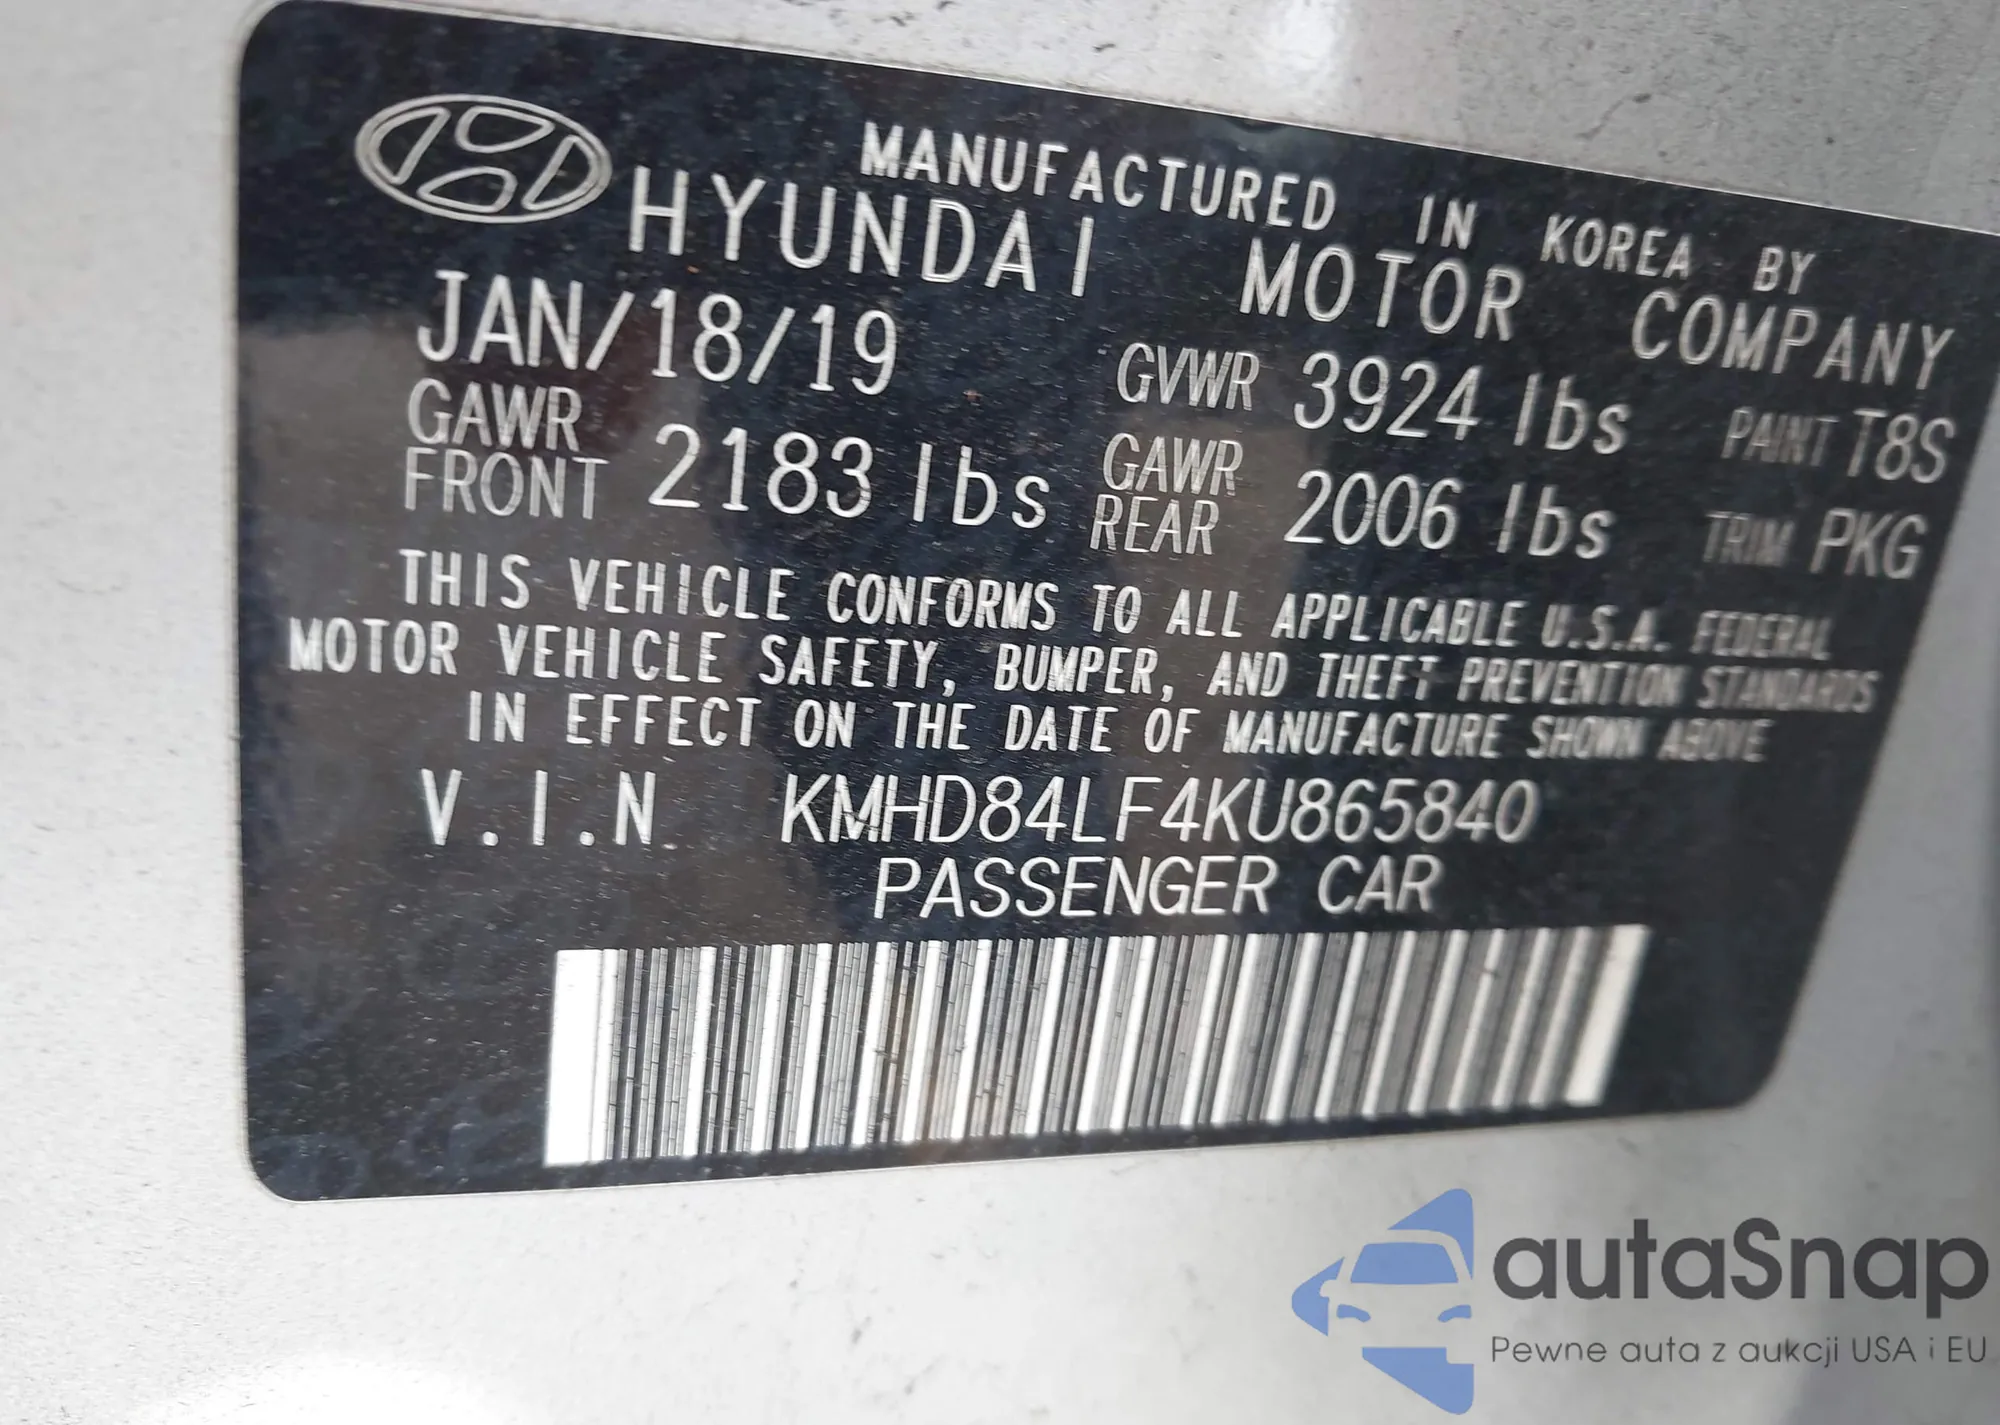 MANUFACTURED IN KOREA BY
HYUNDAI MOTOR COMPANY
JAN/18/19 GVWR 3924 lbs PAINT T8S
GAWR FRONT 2183 lbs GAWR REAR 2006 lbs TRIM PKG
THIS VEHICLE CONFORMS TO ALL APPLICABLE U.S.A. FEDERAL
MOTOR VEHICLE SAFETY, BUMPER, AND THEFT PREVENTION STANDARDS
IN EFFECT ON THE DATE OF MANUFACTURE SHOWN ABOVE
V.I.N KMHD84LF4KU865840
PASSENGER CAR
autaSnap
Pewne auta z aukcji USA i EU